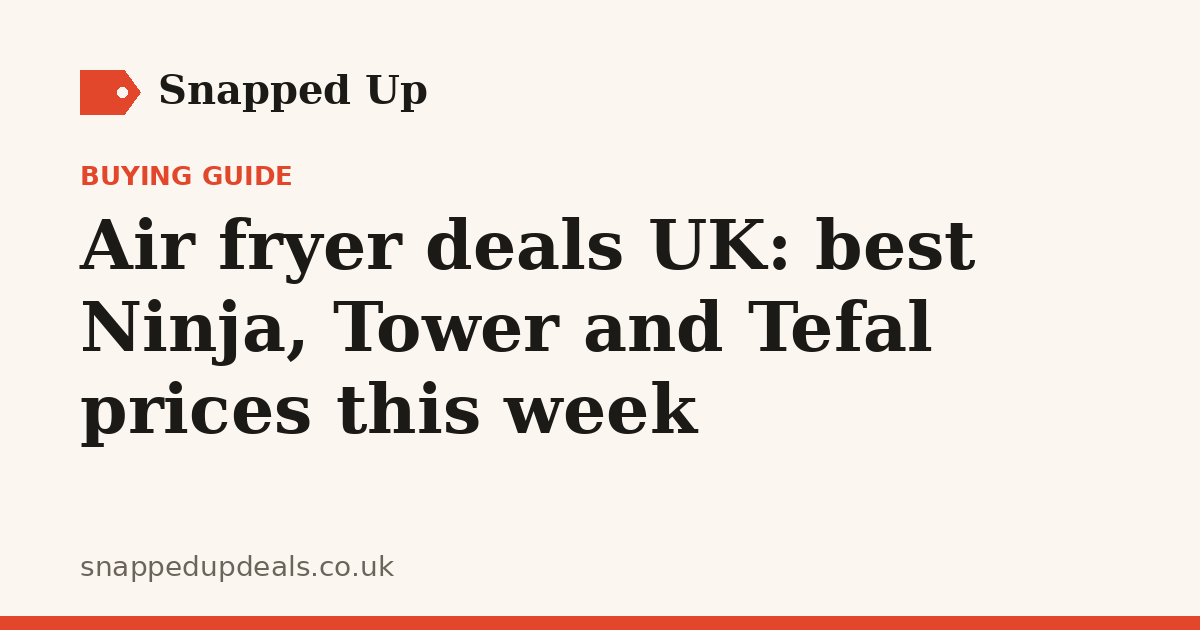 Snapped Up
BUYING GUIDE
Air fryer deals UK: best
Ninja, Tower and Tefal
prices this week
snappedupdeals.co.uk